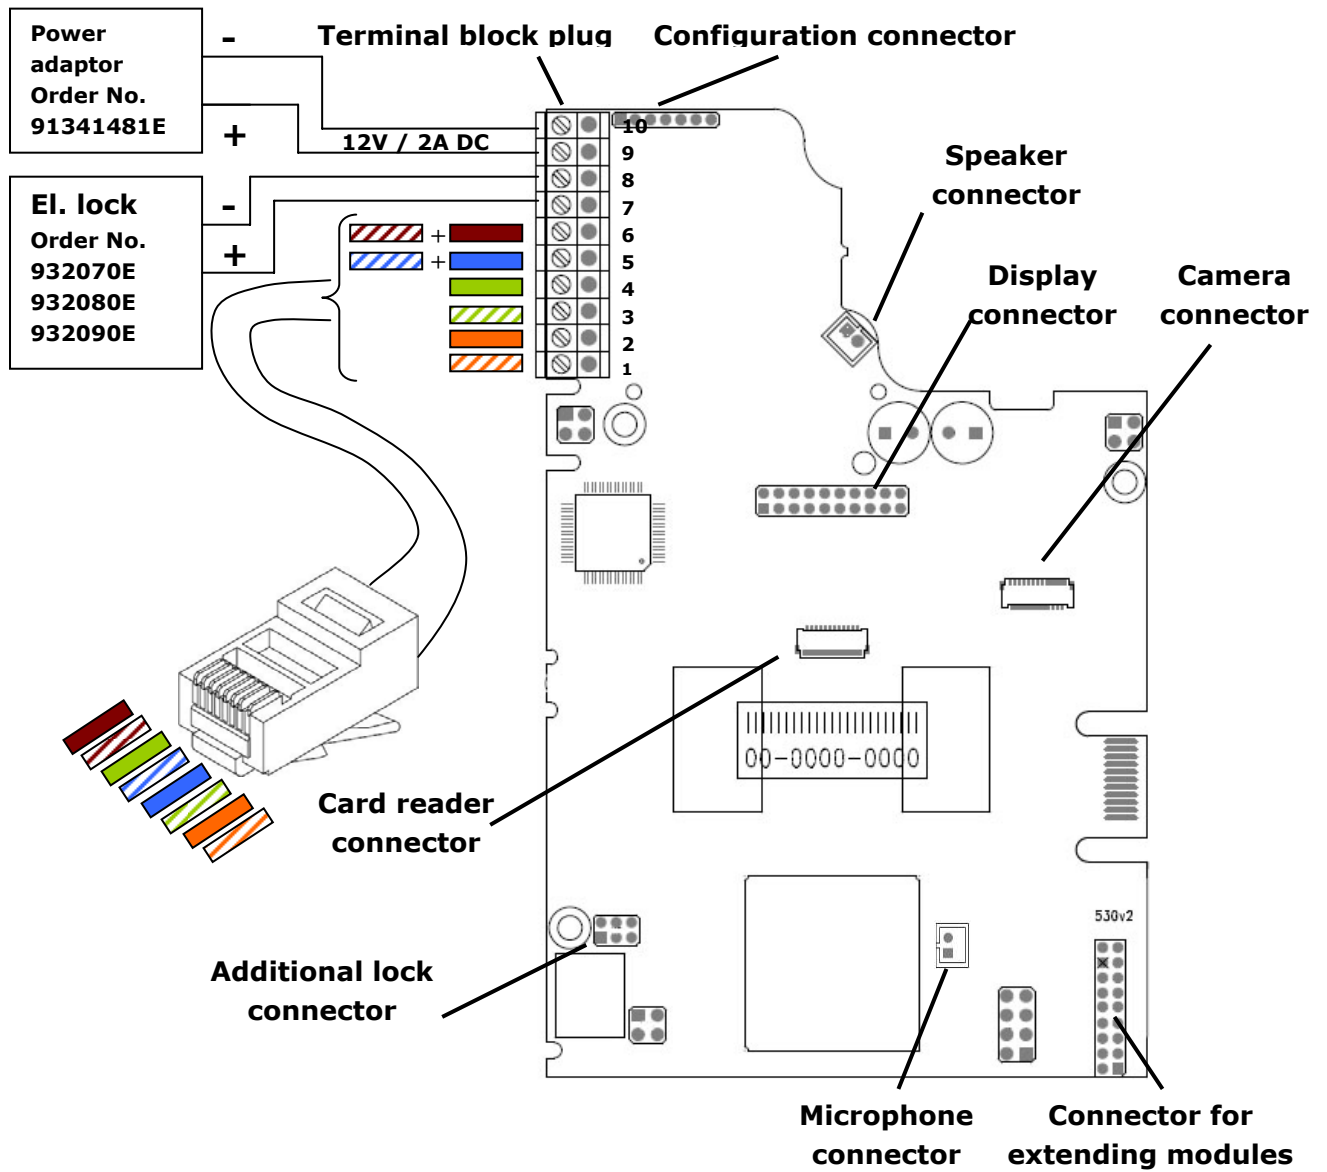 Power
adaptor
Order No.
91341481E
-
+
12V / 2A DC
Terminal block plug
Configuration connector
El. lock
Order No.
932070E
932080E
932090E
-
+
+
+
10
9
8
7
6
5
4
3
2
1
Speaker
connector
Display
connector
Camera
connector
00-0000-0000
Card reader
connector
530v2
Additional lock
connector
Microphone
connector
Connector for
extending modules